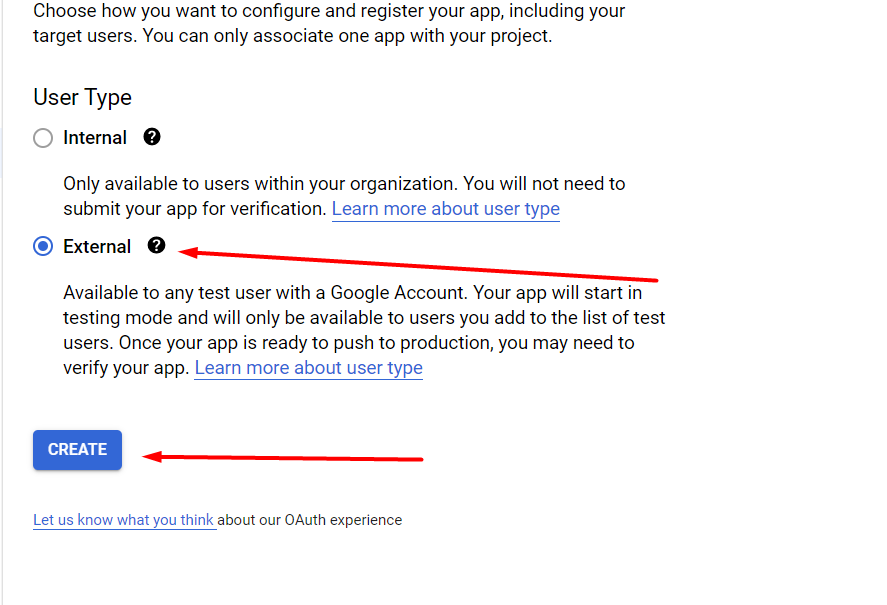 Choose how you want to configure and register your app, including your
target users. You can only associate one app with your project.
User Type
Internal ?
Only available to users within your organization. You will not need to
submit your app for verification. Learn more about user type
External ?
Available to any test user with a Google Account. Your app will start in
testing mode and will only be available to users you add to the list of test
users. Once your app is ready to push to production, you may need to
verify your app. Learn more about user type
CREATE
Let us know what you think about our OAuth experience